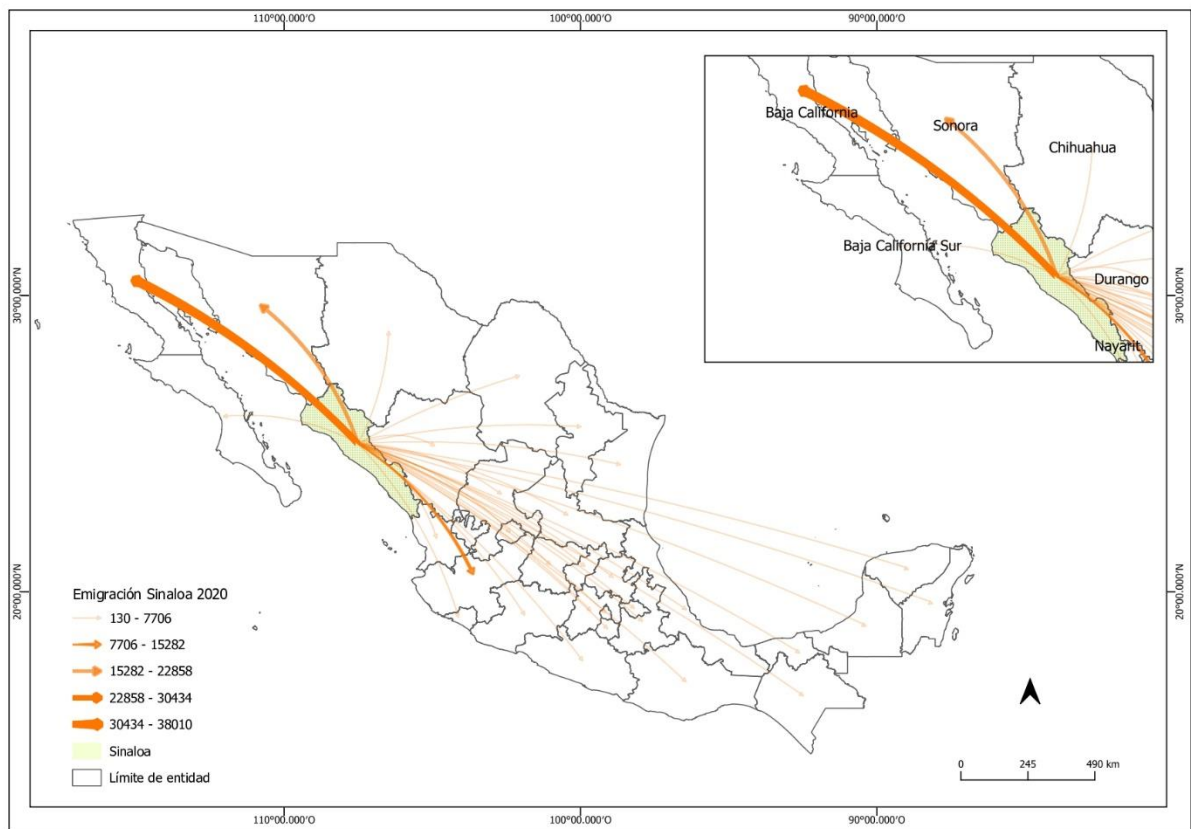 110°00.000'O
100°00.000'O
90°00.000'O
Baja California
Sonora
Chihuahua
Baja California Sur
Durango
Nayarit
30°00.000'N
30°00.000'N
20°00.000'N
20°00.000'N
Emigración Sinaloa 2020
130 - 7706
7706 - 15282
15282 - 22858
22858 - 30434
30434 - 38010
Sinaloa
Límite de entidad
0 245 490 km
110°00.000'O
100°00.000'O
90°00.000'O